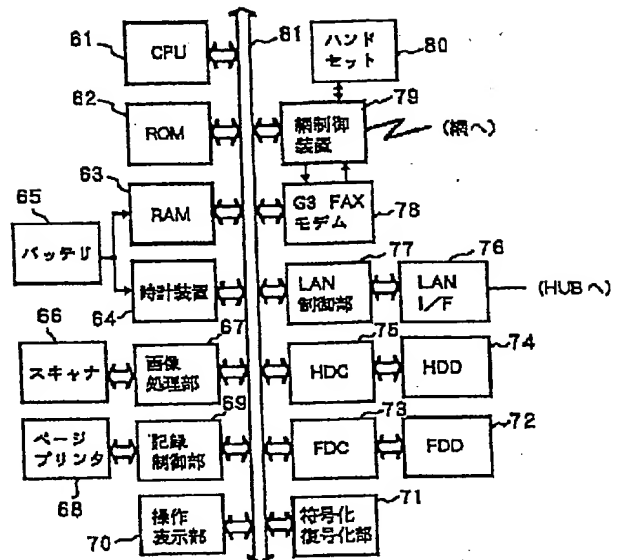 61
CPU
81
ハンド
セット
80
62
ROM
79
網制御
装置
(網へ)
63
RAM
65
バッテリ
G3 FAX
モデム
78
64
時計装置
77
LAN
制御部
76
LAN
I/F
(HUBへ)
66
スキャナ
67
画像
処理部
75
HDC
74
HDD
ページ
プリンタ
68
69
記録
制御部
73
FDC
72
FDD
70
操作
表示部
71
符号化
復号化部